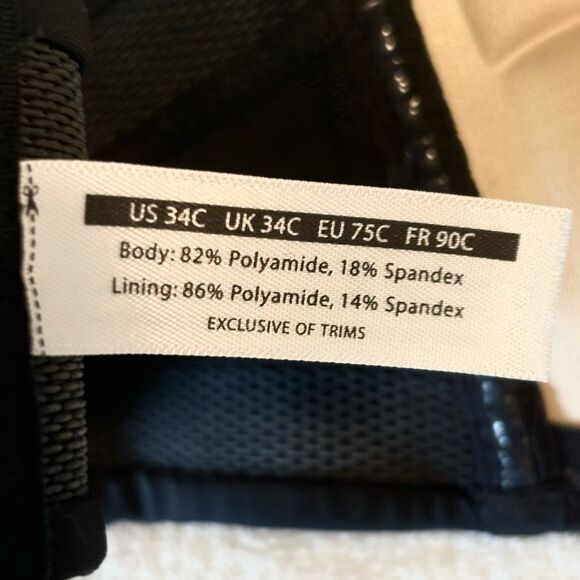 US 34C UK 34C EU 75C FR 90C
Body: 82% Polyamide, 18% Spandex
Lining: 86% Polyamide, 14% Spandex
EXCLUSIVE OF TRIMS